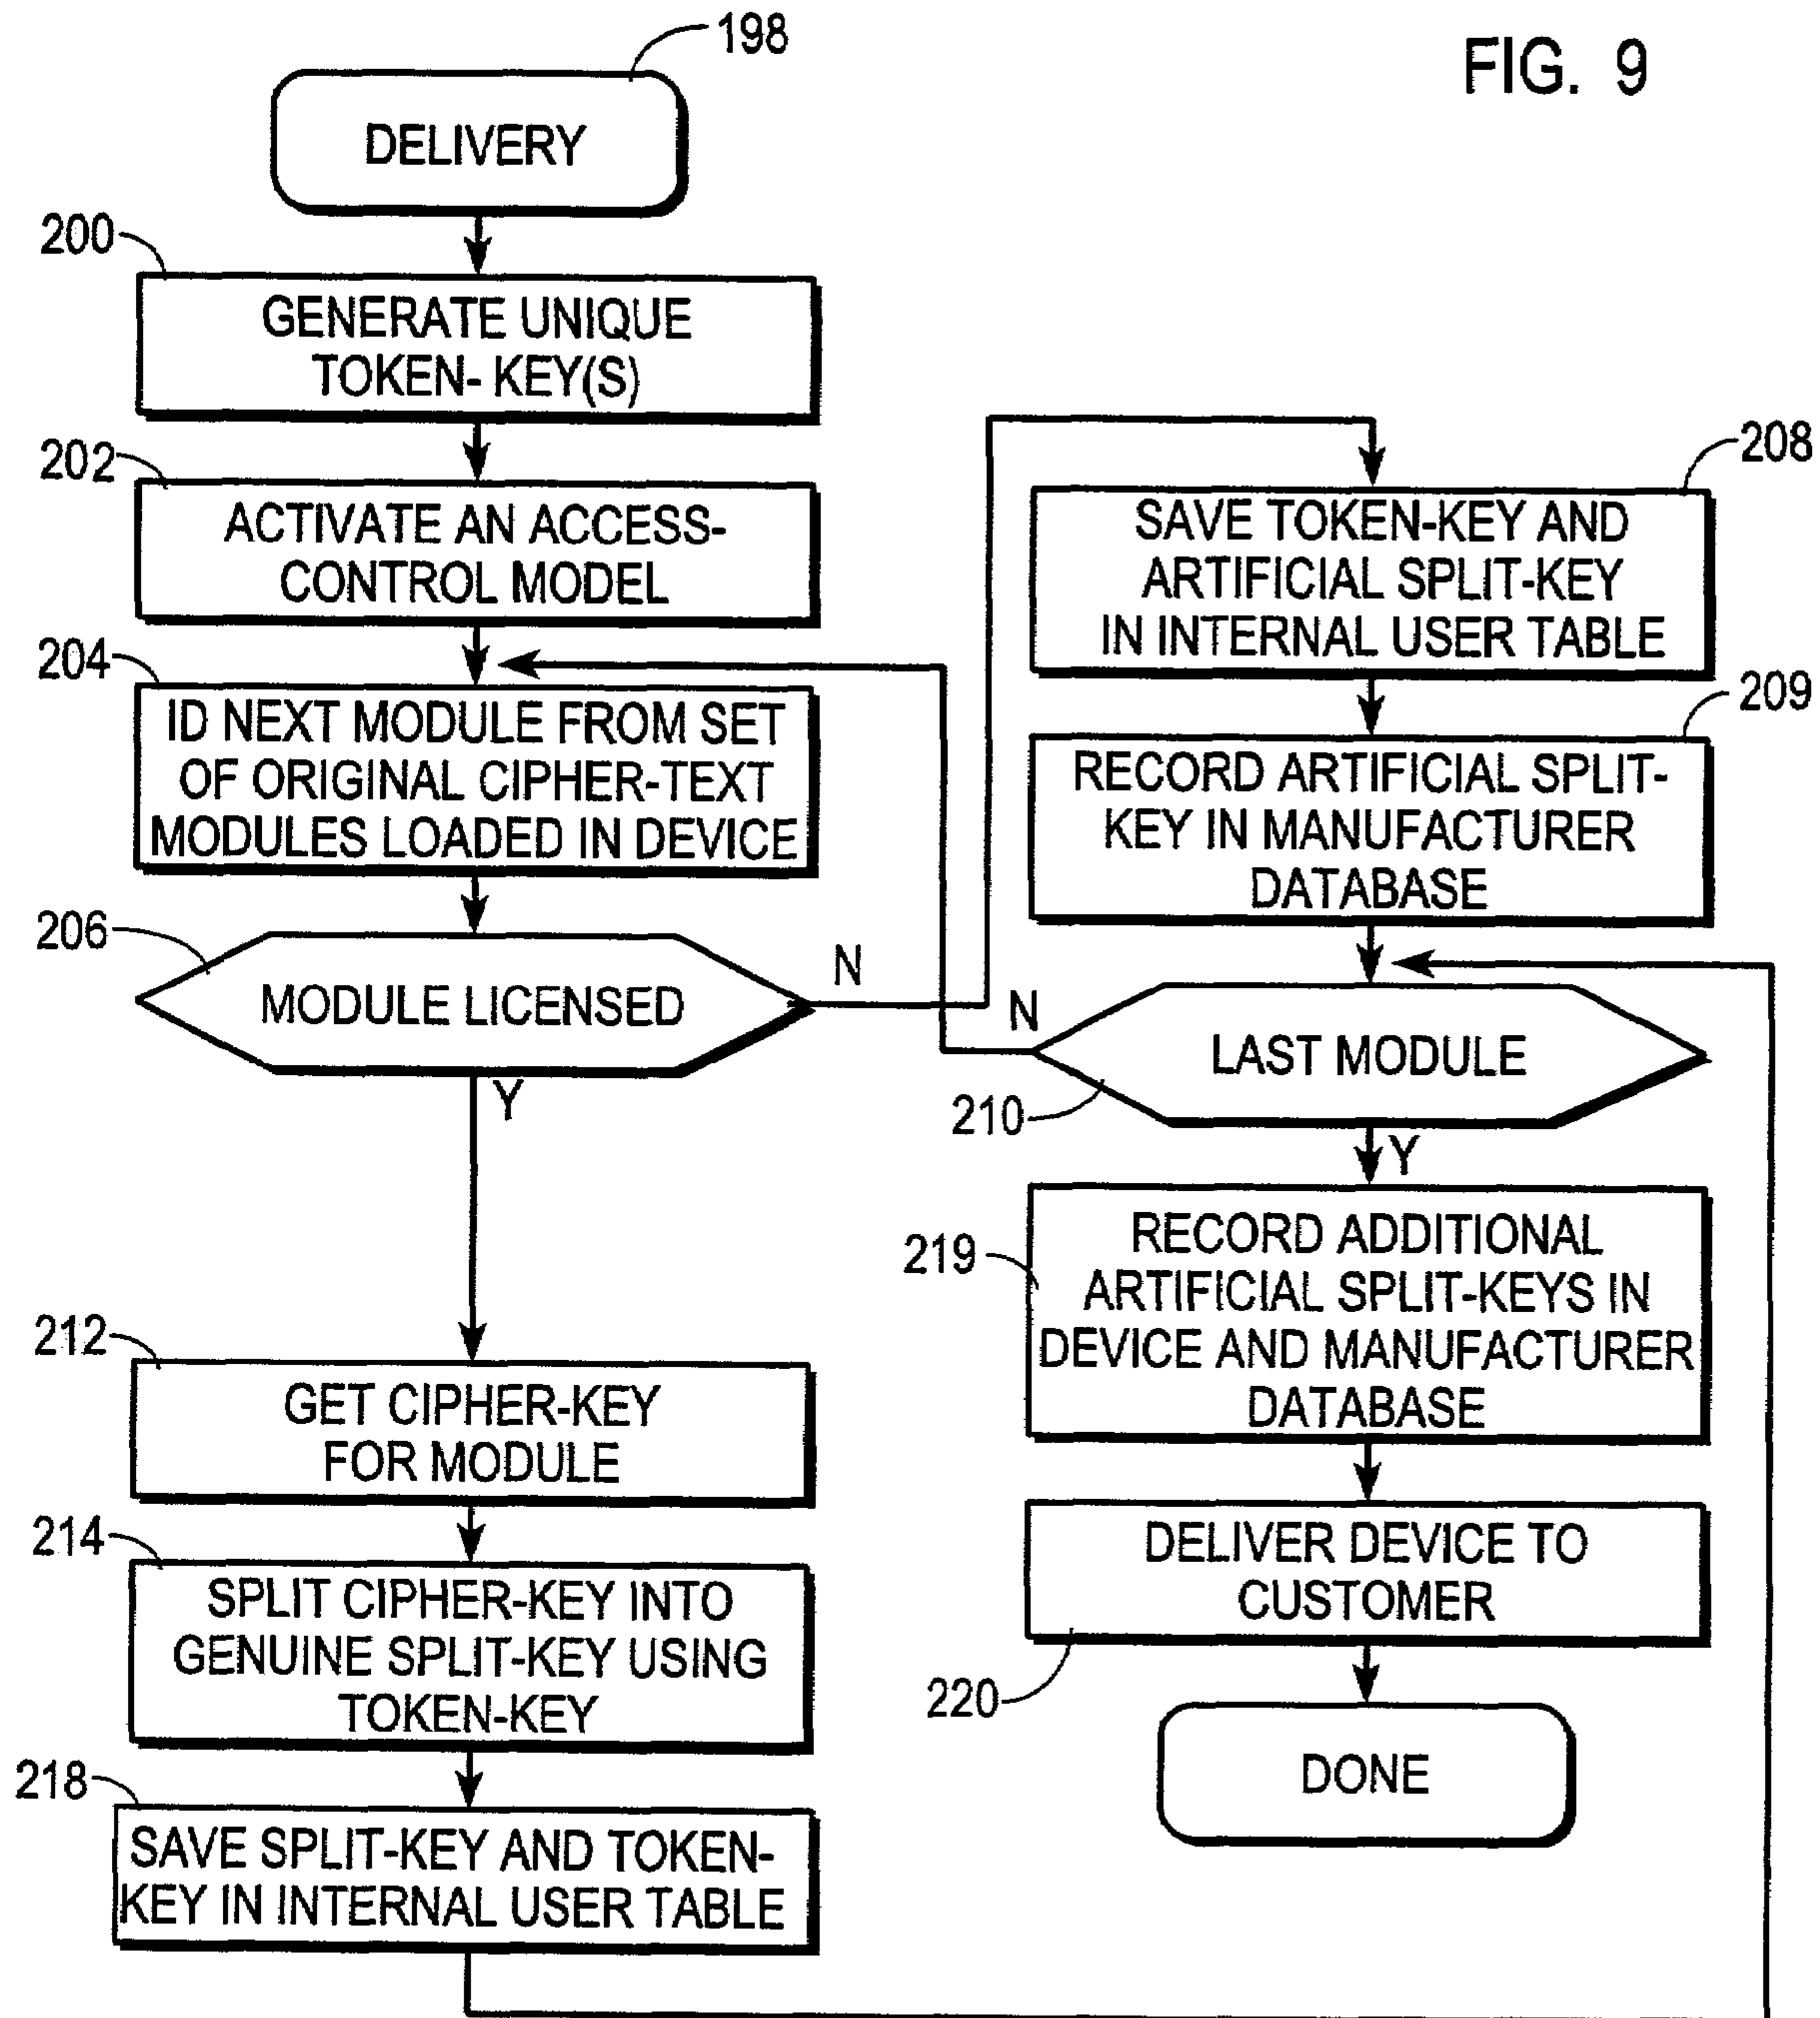 FIG. 9
198
DELIVERY
200
GENERATE UNIQUE
TOKEN- KEY(S)
202
ACTIVATE AN ACCESS-
CONTROL MODEL
204
ID NEXT MODULE FROM SET
OF ORIGINAL CIPHER-TEXT
MODULES LOADED IN DEVICE
206
MODULE LICENSED
N
Y
212
GET CIPHER-KEY
FOR MODULE
214
SPLIT CIPHER-KEY INTO
GENUINE SPLIT-KEY USING
TOKEN-KEY
218
SAVE SPLIT-KEY AND TOKEN-
KEY IN INTERNAL USER TABLE
208
SAVE TOKEN-KEY AND
ARTIFICIAL SPLIT-KEY
IN INTERNAL USER TABLE
209
RECORD ARTIFICIAL SPLIT-
KEY IN MANUFACTURER
DATABASE
N
LAST MODULE
210
Y
219
RECORD ADDITIONAL
ARTIFICIAL SPLIT-KEYS IN
DEVICE AND MANUFACTURER
DATABASE
DELIVER DEVICE TO
CUSTOMER
220
DONE